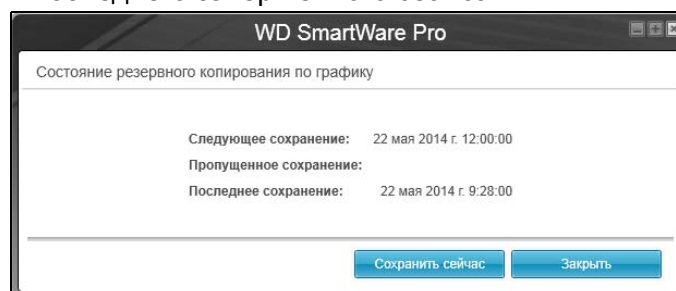 WD SmartWare Pro
Состояние резервного копирования по графику
Следующее сохранение: 22 мая 2014 г. 12:00:00
Пропущенное сохранение:
Последнее сохранение: 22 мая 2014 г. 9:28:00
Сохранить сейчас Закрыть